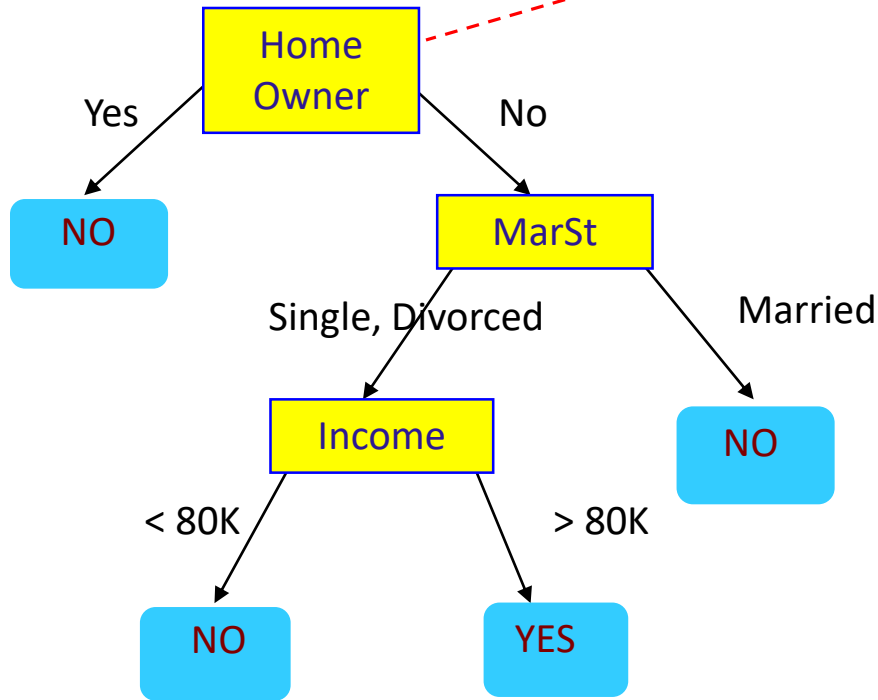 Home
Owner
Yes
No
NO
MarSt
Single, Divorced
Married
Income
NO
< 80K
> 80K
NO
YES